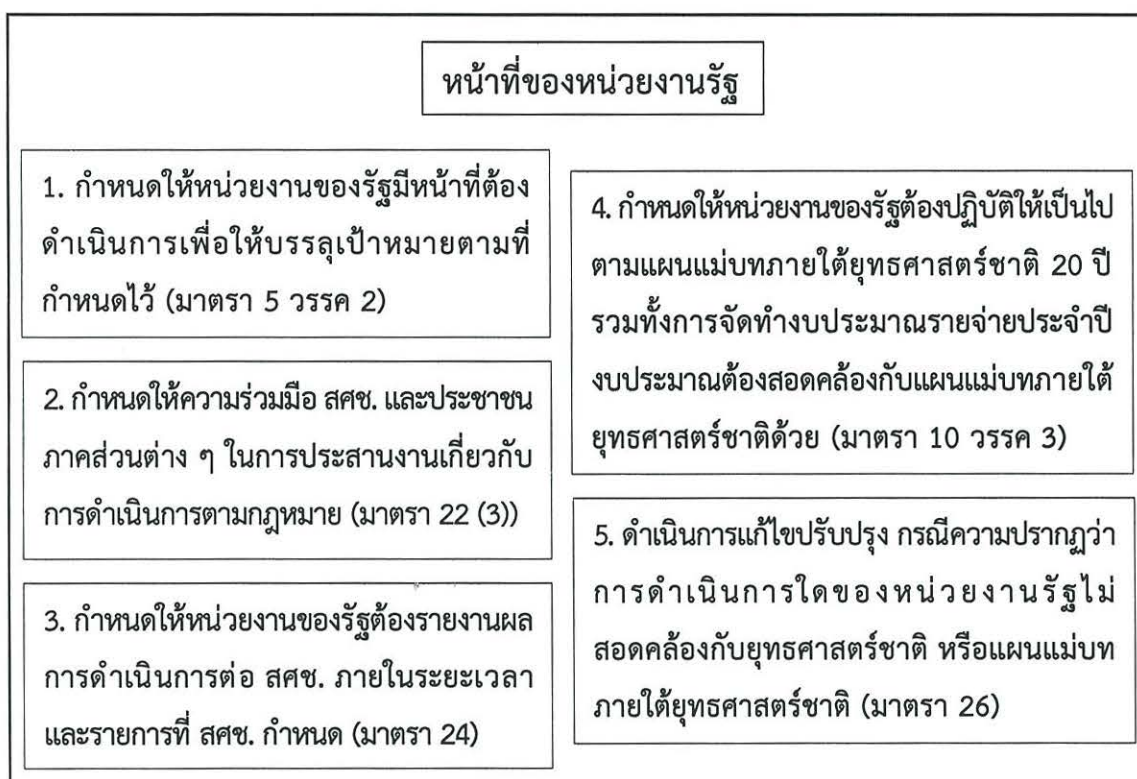 หน้าที่ของหน่วยงานรัฐ
1. กำหนดให้หน่วยงานของรัฐมีหน้าที่ต้อง
ดำเนินการเพื่อให้บรรลุเป้าหมายตามที่
กำหนดไว้ (มาตรา 5 วรรค 2)
2. กำหนดให้ความร่วมมือ สศช. และประชาชน
ภาคส่วนต่าง ๆ ในการประสานงานเกี่ยวกับ
การดำเนินการตามกฎหมาย (มาตรา 22 (3))
3. กำหนดให้หน่วยงานของรัฐต้องรายงานผล
การดำเนินการต่อ สศช. ภายในระยะเวลา
และรายการที่ สศช. กำหนด (มาตรา 24)
4. กำหนดให้หน่วยงานของรัฐต้องปฏิบัติให้เป็นไป
ตามแผนแม่บทภายใต้ยุทธศาสตร์ชาติ 20 ปี
รวมทั้งการจัดทำงบประมาณรายจ่ายประจำปี
งบประมาณต้องสอดคล้องกับแผนแม่บทภายใต้
ยุทธศาสตร์ชาติด้วย (มาตรา 10 วรรค 3)
5. ดำเนินการแก้ไขปรับปรุง กรณีความปรากฏว่า
การดำเนินการใดของหน่วยงานรัฐไม่
สอดคล้องกับยุทธศาสตร์ชาติ หรือแผนแม่บท
ภายใต้ยุทธศาสตร์ชาติ (มาตรา 26)